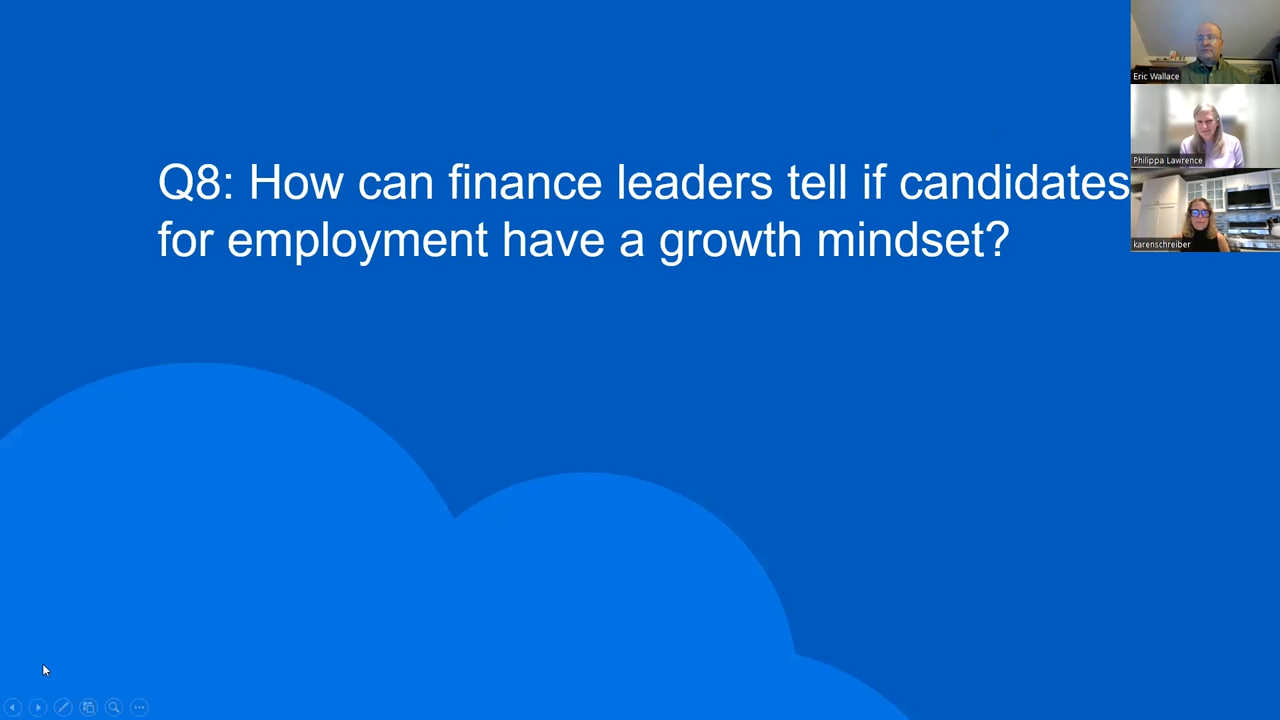 Q8: How can finance leaders tell if candidates
for employment have a growth mindset?
Eric Wallace
Philippa Lawrence
karenschreiber